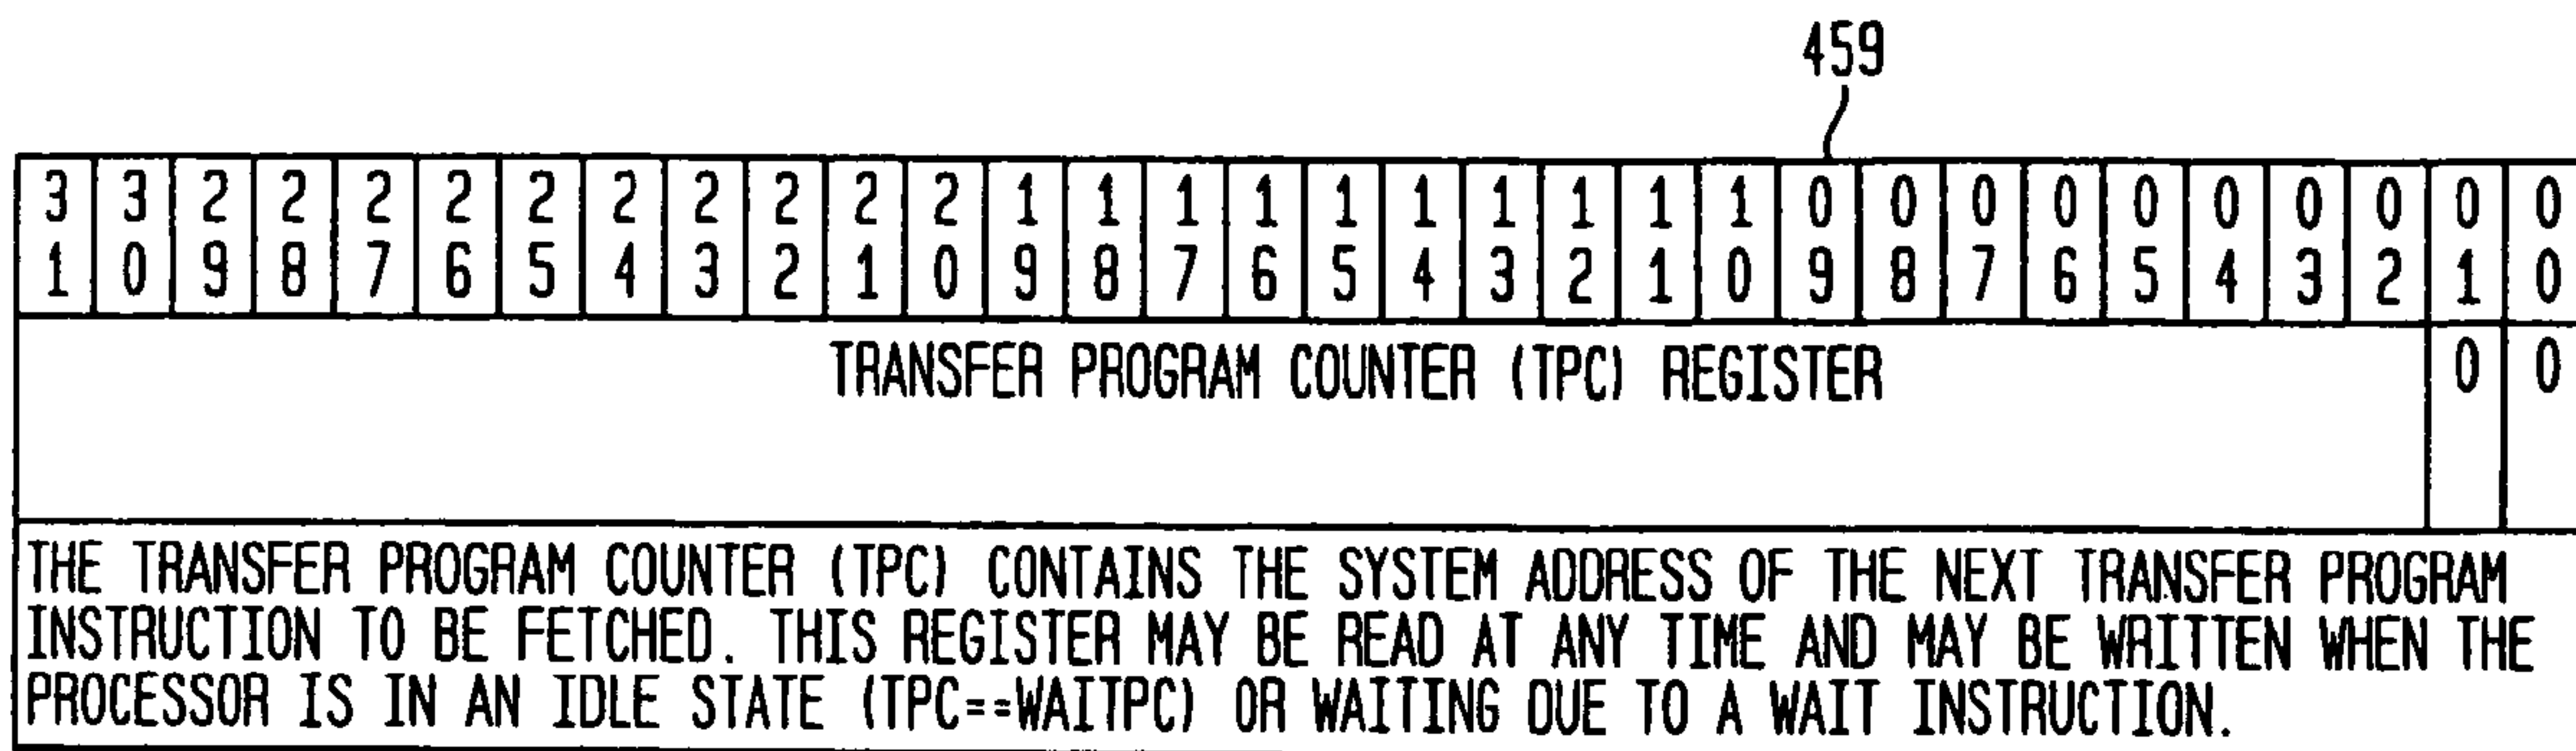 459
3 3 2 2 2 2 2 2 2 2 2 2 1 1 1 1 1 1 1 1 1 1 0 0 0 0 0 0 0 0 0 0
1 0 9 8 7 6 5 4 3 2 1 0 9 8 7 6 5 4 3 2 1 0 9 8 7 6 5 4 3 2 1 0
TRANSFER PROGRAM COUNTER (TPC) REGISTER 0 0
THE TRANSFER PROGRAM COUNTER (TPC) CONTAINS THE SYSTEM ADDRESS OF THE NEXT TRANSFER PROGRAM
INSTRUCTION TO BE FETCHED. THIS REGISTER MAY BE READ AT ANY TIME AND MAY BE WRITTEN WHEN THE
PROCESSOR IS IN AN IDLE STATE (TPC==WAITPC) OR WAITING DUE TO A WAIT INSTRUCTION.